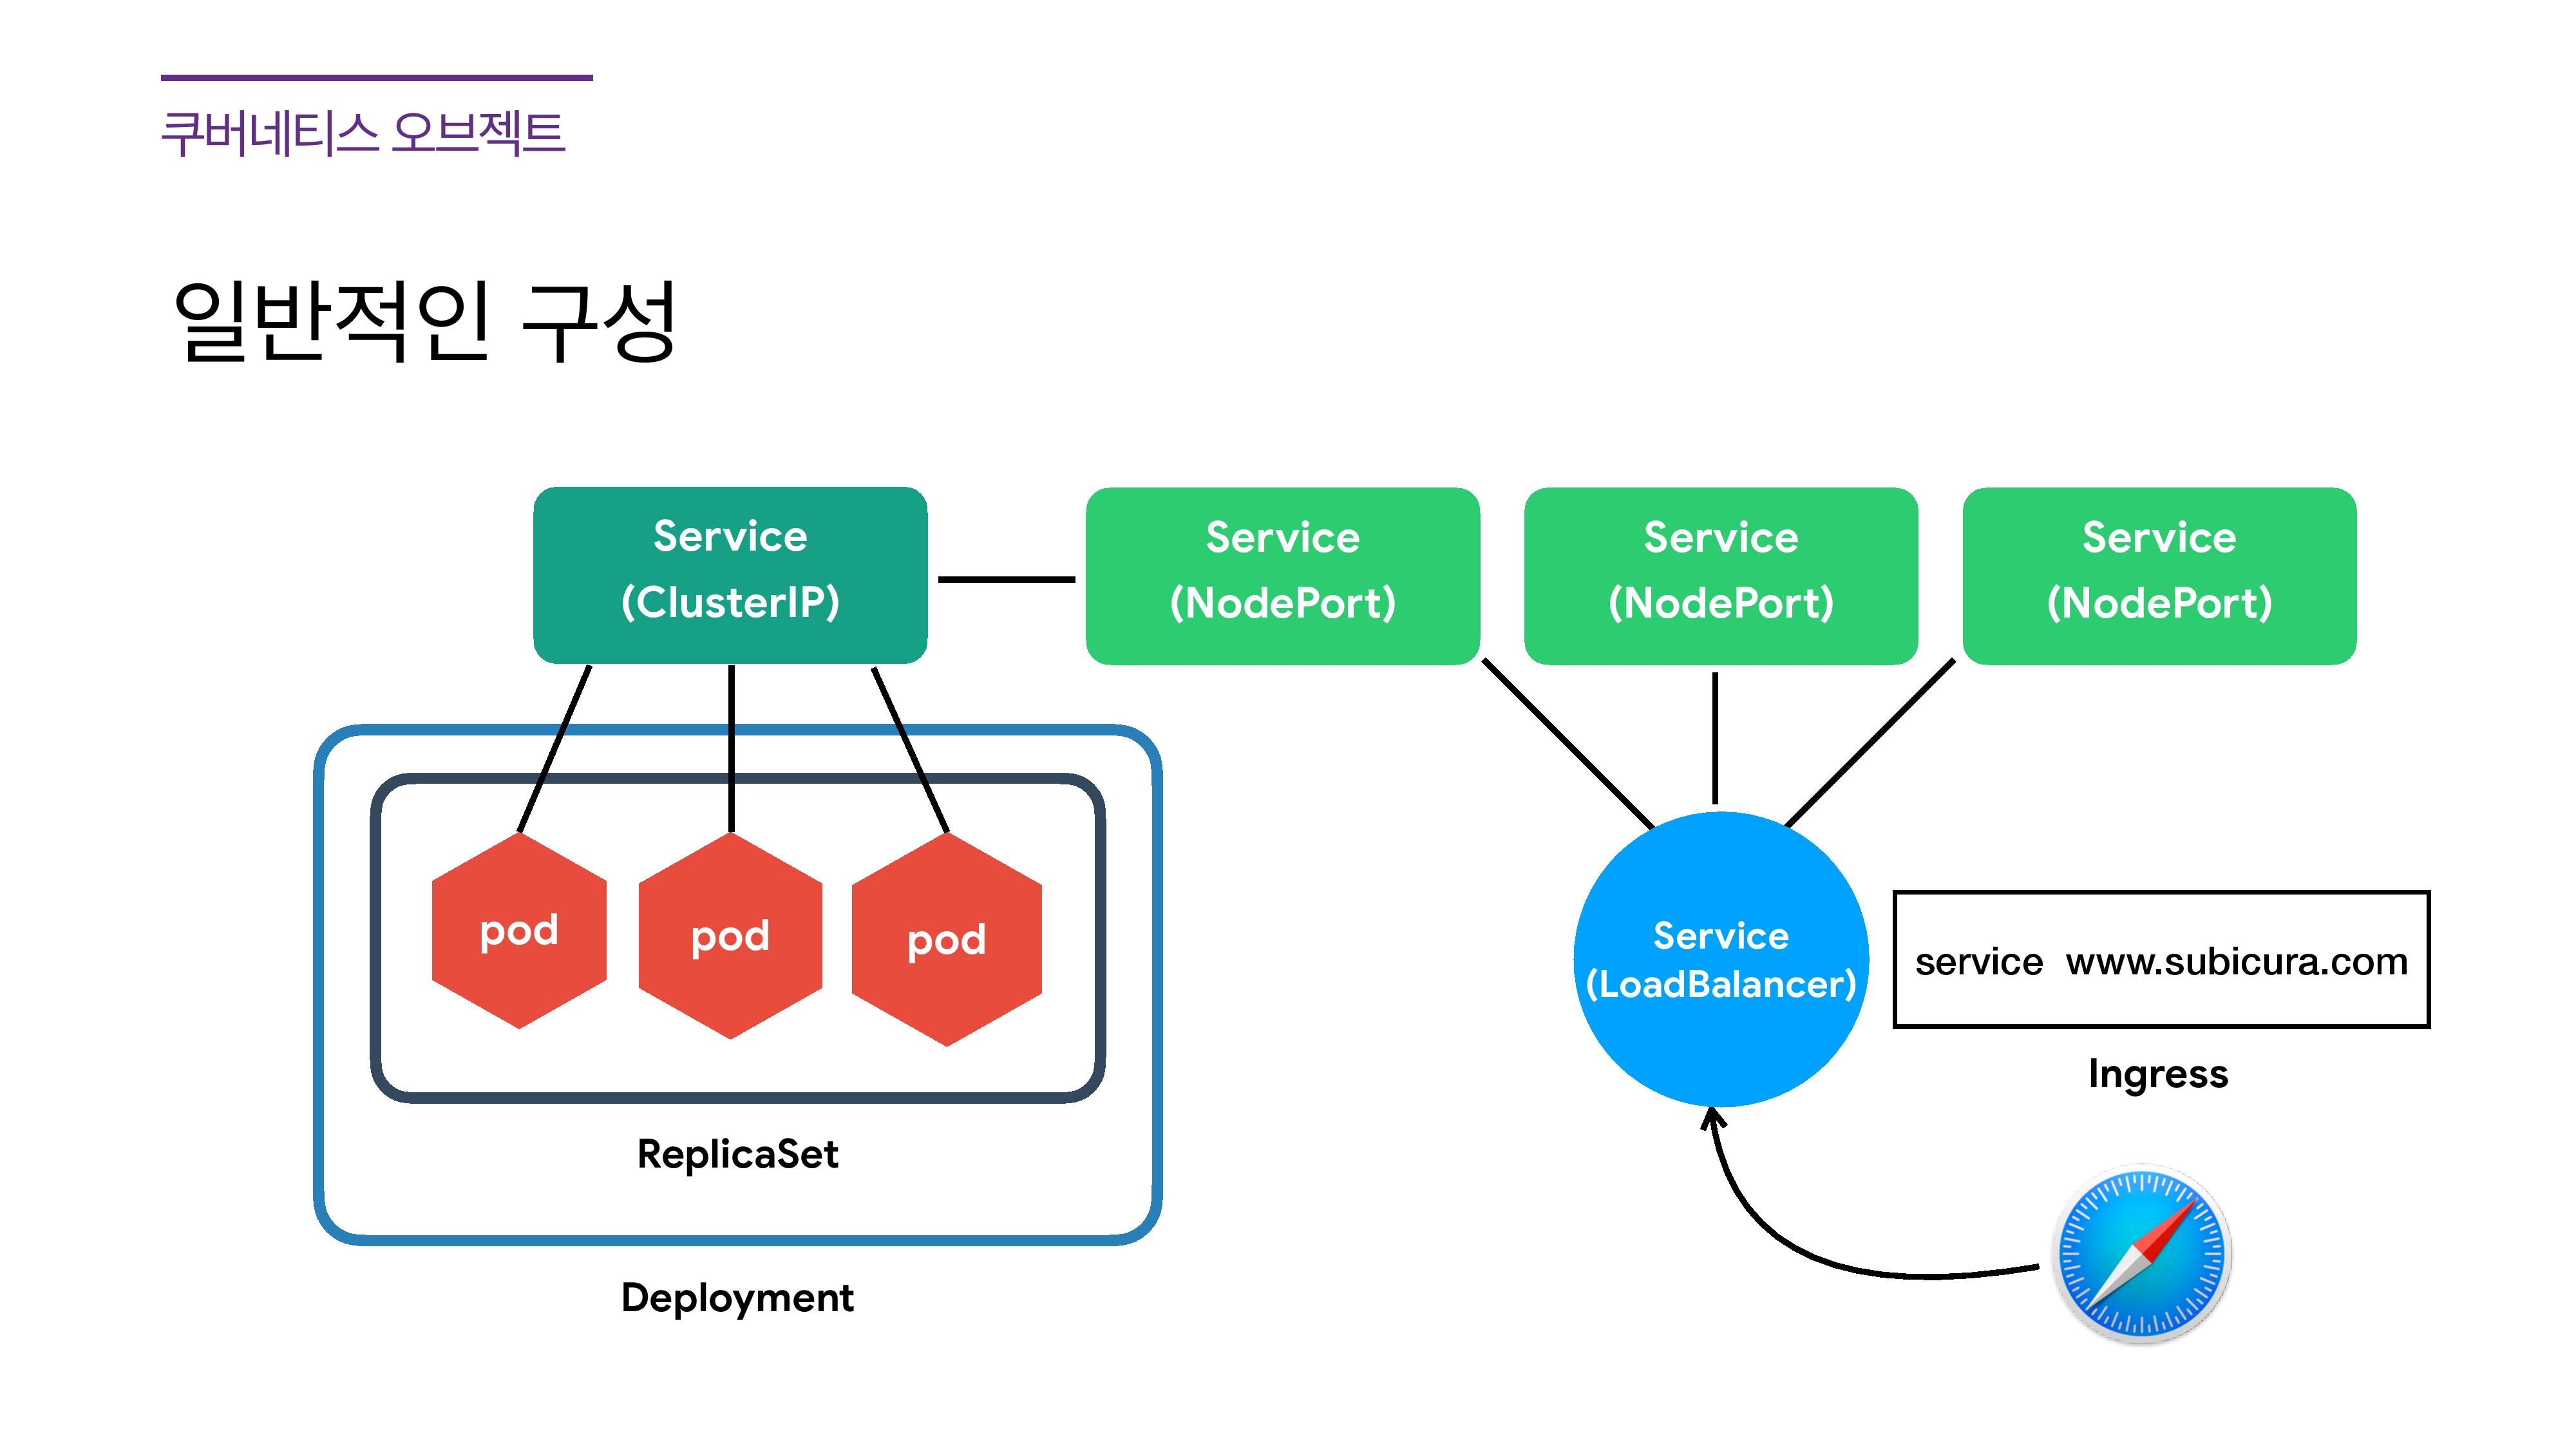 쿠버네티스 오브젝트
일반적인 구성
Service
(ClusterIP)
Service
(NodePort)
Service
(NodePort)
Service
(NodePort)
pod
pod
pod
ReplicaSet
Deployment
Service
(LoadBalancer)
service www.subicura.com
Ingress